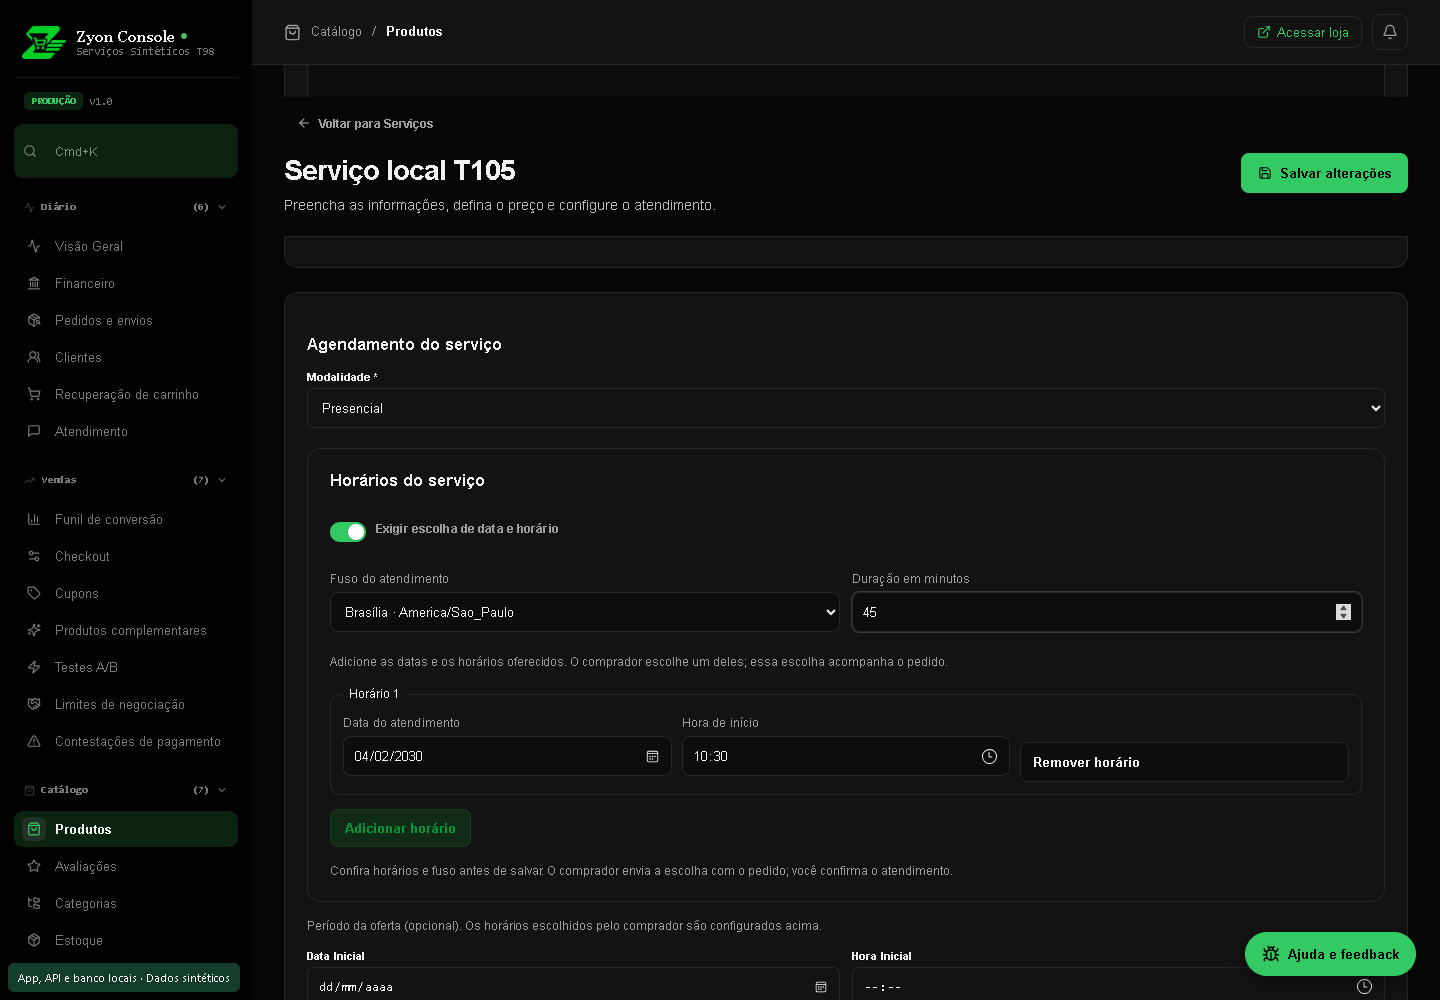 Zyon Console
Serviços Sintéticos T98
PRODUÇÃO v1.0
Cmd+K
Diário (6)
Visão Geral
Financeiro
Pedidos e envios
Clientes
Recuperação de carrinho
Atendimento
Vendas (7)
Funil de conversão
Checkout
Cupons
Produtos complementares
Testes A/B
Limites de negociação
Contestações de pagamento
Catálogo (7)
Produtos
Avaliações
Categorias
Estoque
App, API e banco locais · Dados sintéticos
Catálogo / Produtos
Acessar loja
Voltar para Serviços
Serviço local T105
Salvar alterações
Preencha as informações, defina o preço e configure o atendimento.
Agendamento do serviço
Modalidade *
Presencial
Horários do serviço
Exigir escolha de data e horário
Fuso do atendimento
Brasília · America/Sao_Paulo
Duração em minutos
45
Adicione as datas e os horários oferecidos. O comprador escolhe um deles; essa escolha acompanha o pedido.
Horário 1
Data do atendimento
04/02/2030
Hora de início
10:30
Remover horário
Adicionar horário
Confira horários e fuso antes de salvar. O comprador envia a escolha com o pedido; você confirma o atendimento.
Período da oferta (opcional). Os horários escolhidos pelo comprador são configurados acima.
Data Inicial
dd/mm/aaaa
Hora Inicial
--:--
Ajuda e feedback